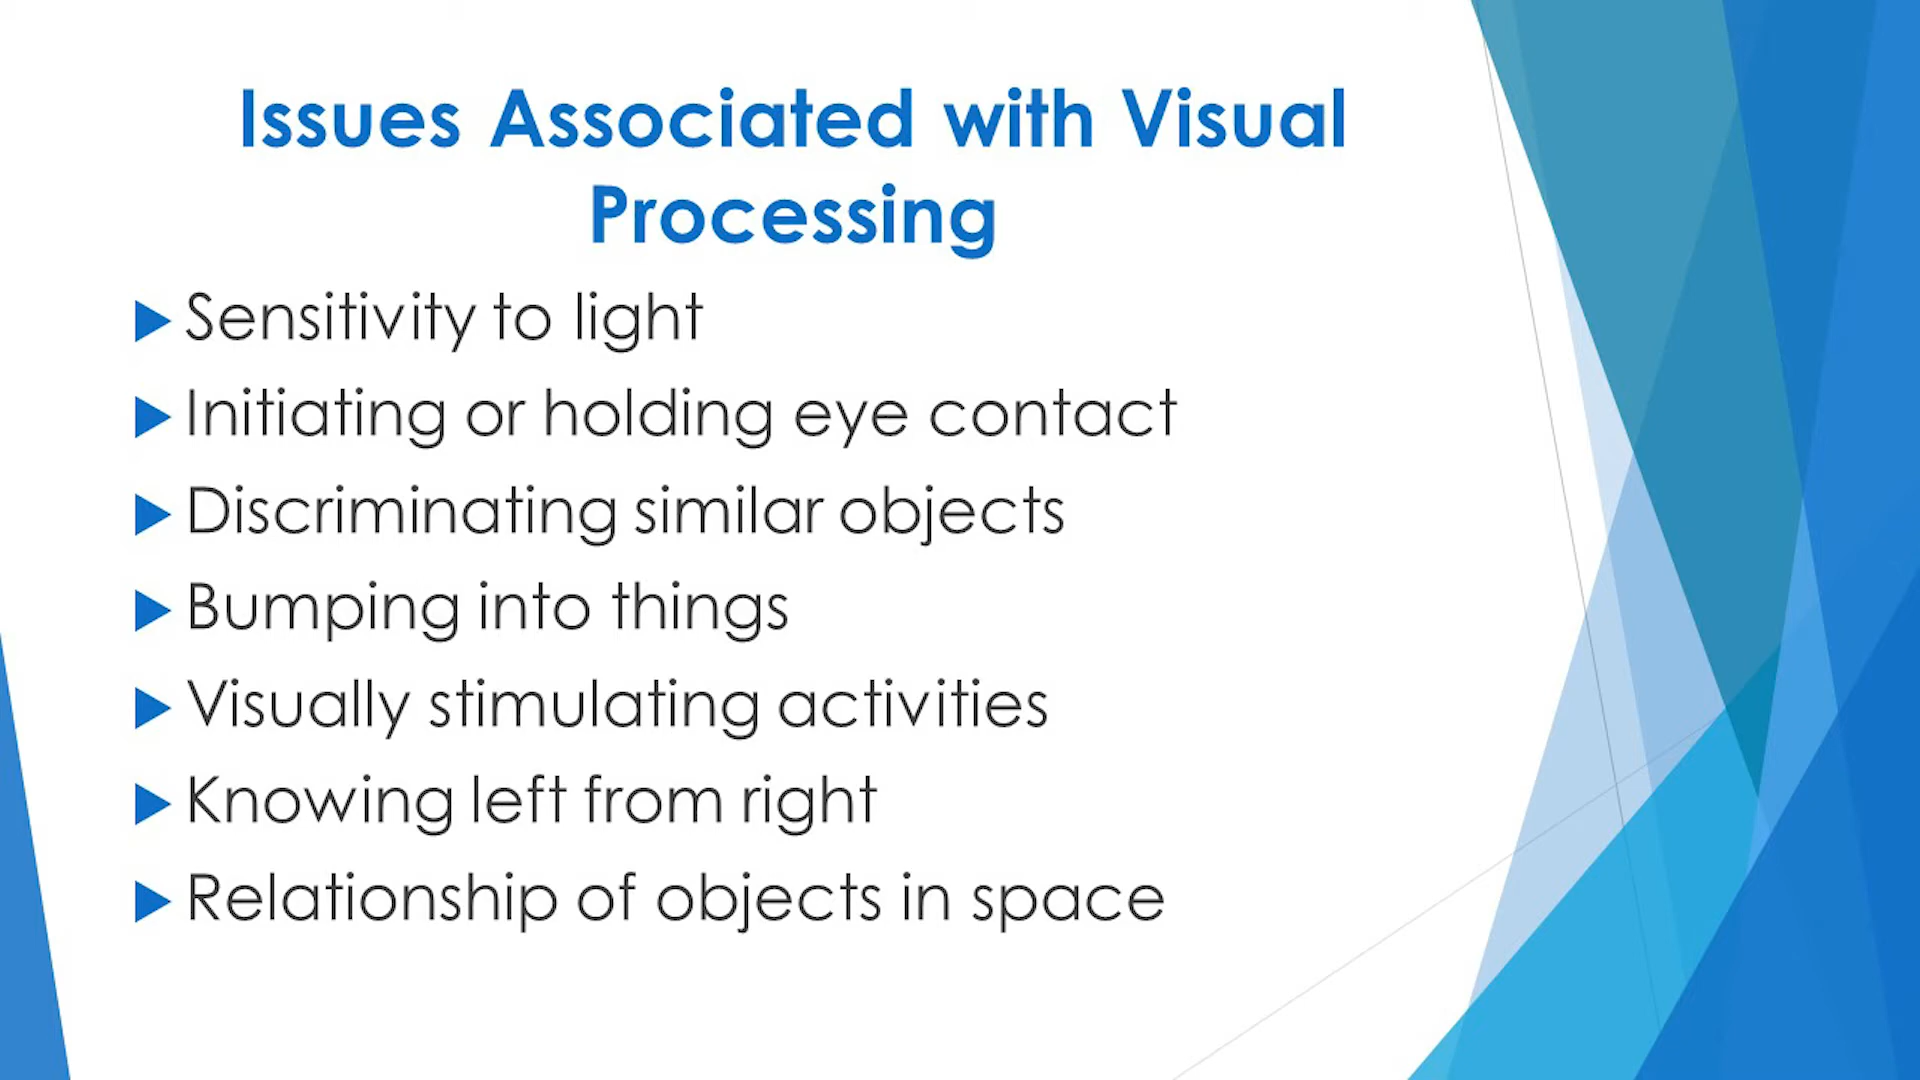 Issues Associated with Visual
Processing
Sensitivity to light
Initiating or holding eye contact
Discriminating similar objects
Bumping into things
Visually stimulating activities
Knowing left from right
Relationship of objects in space